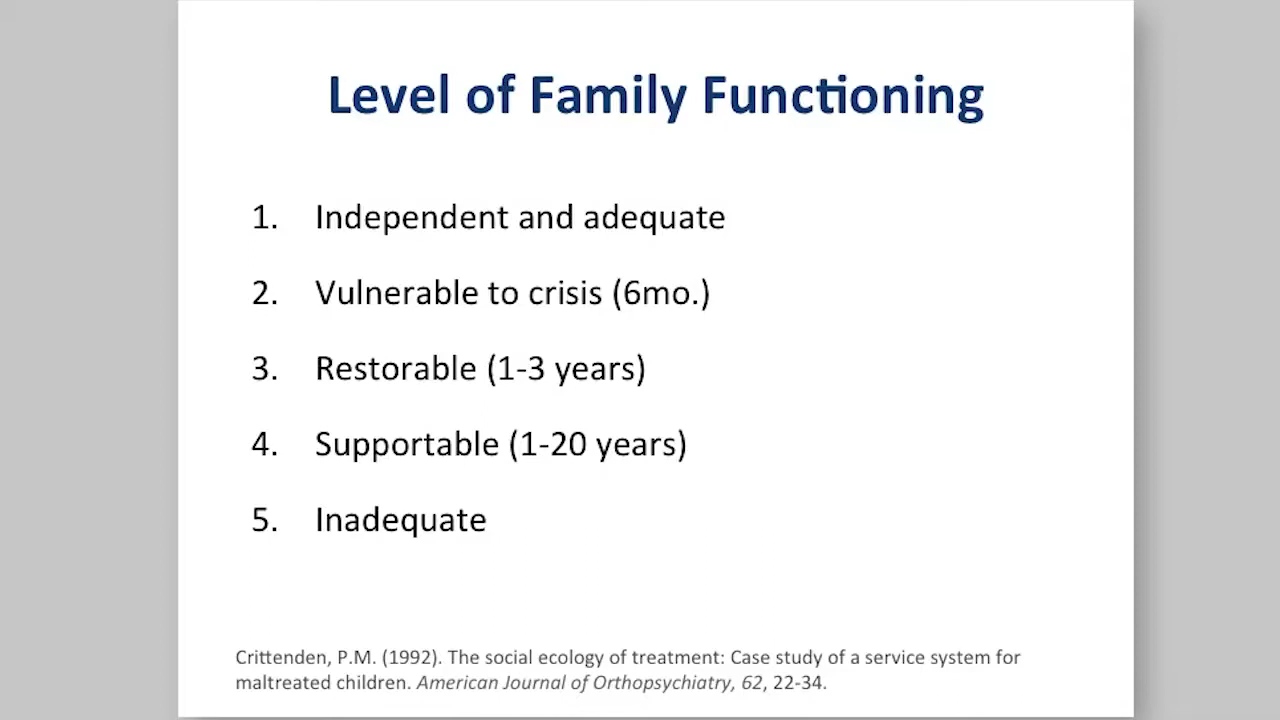 Level of Family Functioning
1. Independent and adequate
2. Vulnerable to crisis (6mo.)
3. Restorable (1-3 years)
4. Supportable (1-20 years)
5. Inadequate
Crittenden, P.M. (1992). The social ecology of treatment: Case study of a service system for
maltreated children. American Journal of Orthopsychiatry, 62, 22-34.